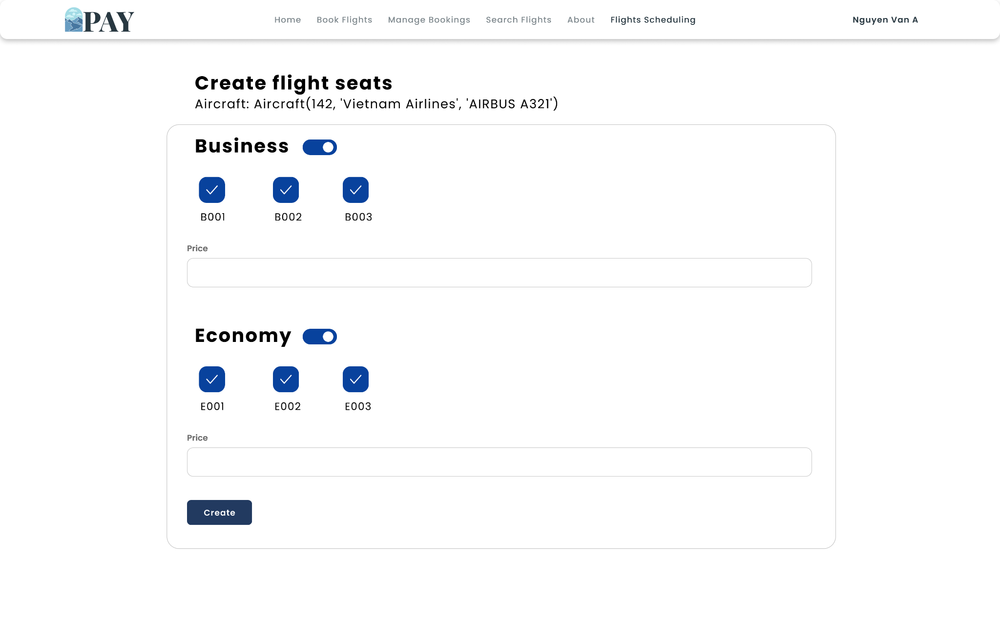 PAY
Home Book Flights Manage Bookings Search Flights About Flights Scheduling Nguyen Van A
Create flight seats
Aircraft: Aircraft(142, 'Vietnam Airlines', 'AIRBUS A321')
Business
B001 B002 B003
Price
Economy
E001 E002 E003
Price
Create